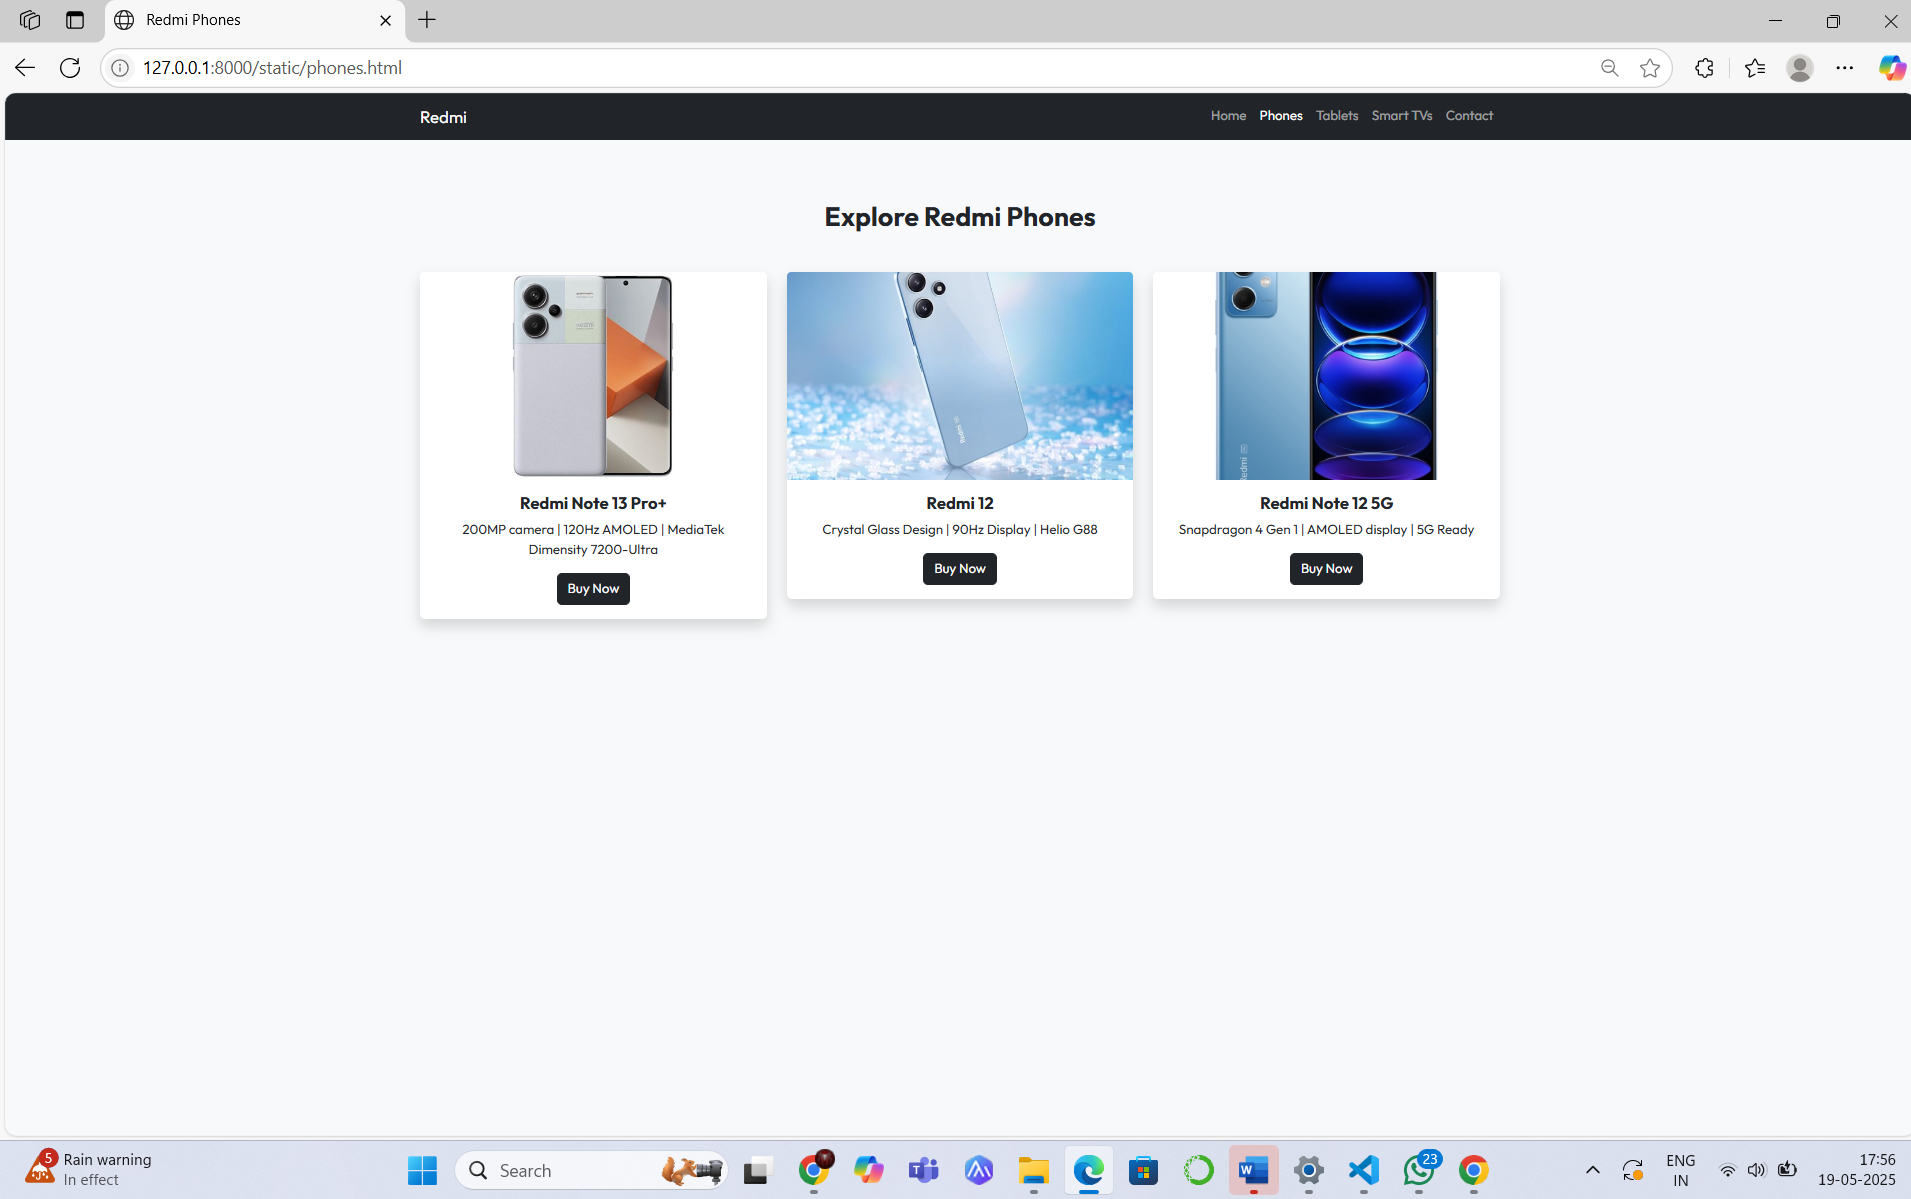 Redmi Phones
127.0.0.1:8000/static/phones.html
Redmi
Home Phones Tablets Smart TVs Contact
Explore Redmi Phones
Redmi Note 13 Pro+
200MP camera | 120Hz AMOLED | MediaTek
Dimensity 7200-Ultra
Buy Now
Redmi 12
Crystal Glass Design | 90Hz Display | Helio G88
Buy Now
Redmi Note 12 5G
Snapdragon 4 Gen 1 | AMOLED display | 5G Ready
Buy Now
5
Rain warning
In effect
Search
23
ENG
IN
17:56
19-05-2025